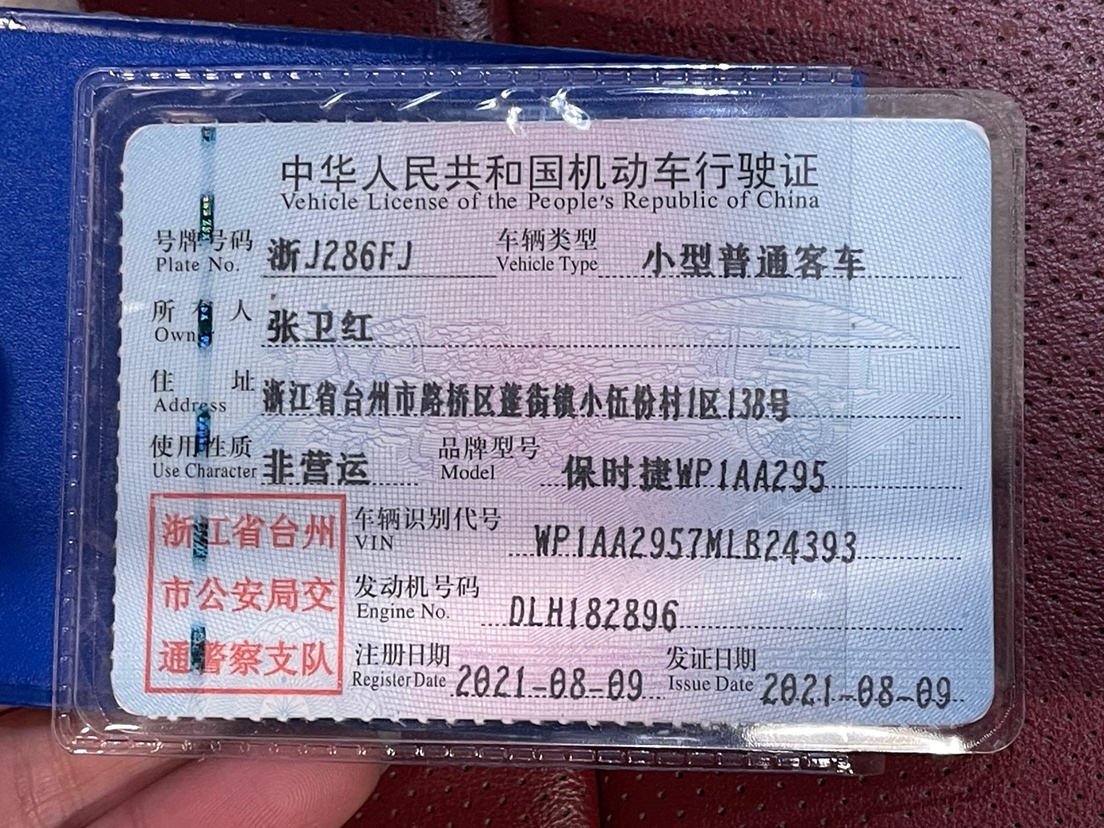 中华人民共和国机动车行驶证
Vehicle License of the People's Republic of China
号牌号码 浙J286FJ 车辆类型 小型普通客车
Plate No. Vehicle Type
所有人 张卫红
Owner
住址 浙江省台州市路桥区蓬街镇小伍份村1区138号
Address
使用性质 非营运 品牌型号 保时捷WP1AA295
Use Character Model
浙江省台州
市公安局交
通警察支队
车辆识别代号 WP1AA2957MLB24393
VIN
发动机号码 DLH182896
Engine No.
注册日期 2021-08-09 发证日期 2021-08-09
Register Date Issue Date